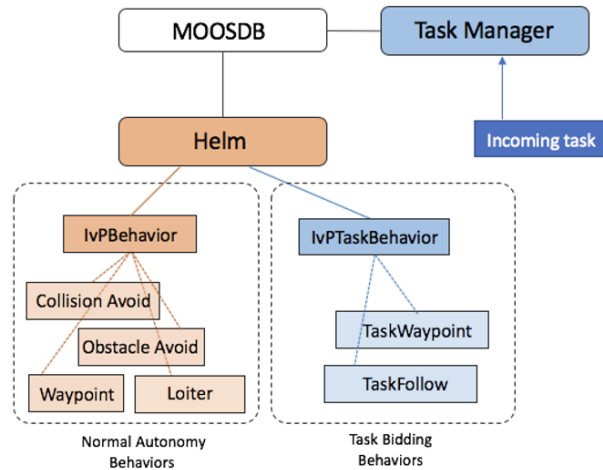 MOOSDB
Task Manager
Incoming task
Helm
IvPBehavior
IvPTaskBehavior
Collision Avoid
Obstacle Avoid
Waypoint
Loiter
TaskWaypoint
TaskFollow
Normal Autonomy
Behaviors
Task Bidding
Behaviors